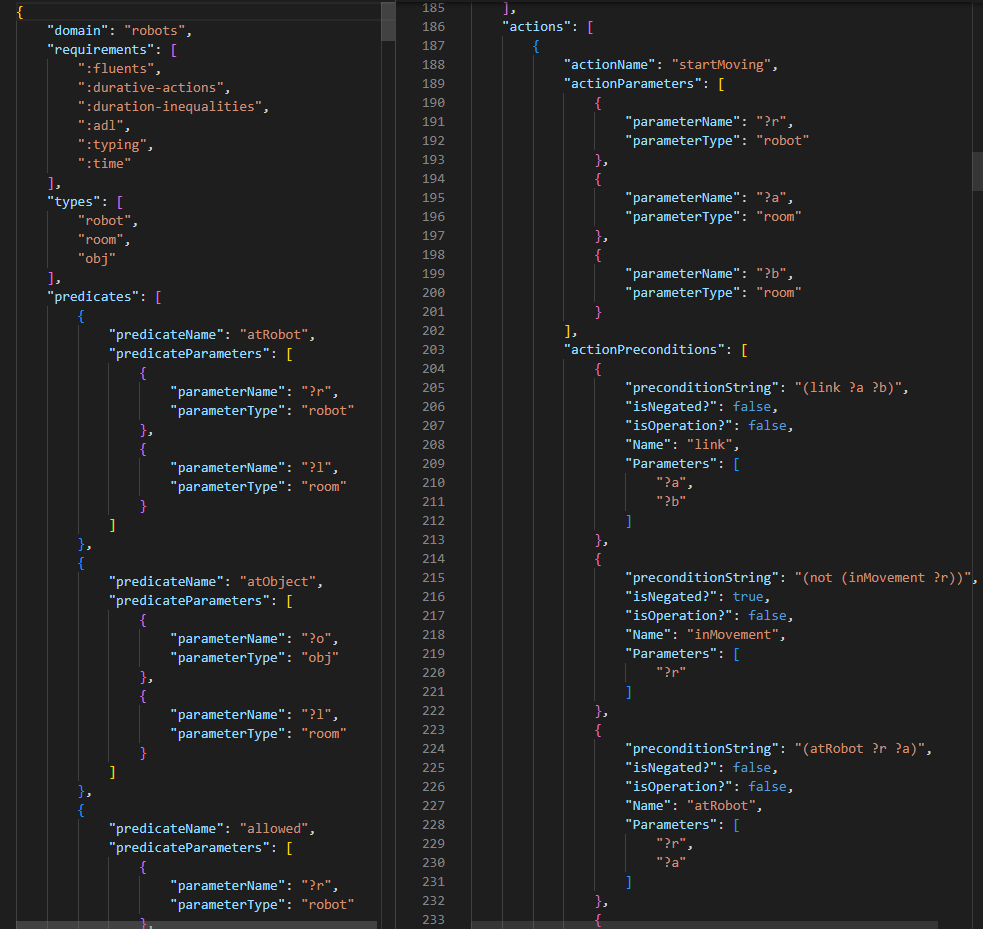 {
"domain": "robots",
"requirements": [
":fluents",
":durative-actions",
":duration-inequalities",
":adl",
":typing",
":time"
],
"types": [
"robot",
"room",
"obj"
],
"predicates": [
{
"predicateName": "atRobot",
"predicateParameters": [
{
"parameterName": "?r",
"parameterType": "robot"
},
{
"parameterName": "?l",
"parameterType": "room"
}
]
},
{
"predicateName": "atObject",
"predicateParameters": [
{
"parameterName": "?o",
"parameterType": "obj"
},
{
"parameterName": "?l",
"parameterType": "room"
}
]
},
{
"predicateName": "allowed",
"predicateParameters": [
{
"parameterName": "?r",
"parameterType": "robot"
},
185 ],
186 "actions": [
187 {
188 "actionName": "startMoving",
189 "actionParameters": [
190 {
191 "parameterName": "?r",
192 "parameterType": "robot"
193 },
194 {
195 "parameterName": "?a",
196 "parameterType": "room"
197 },
198 {
199 "parameterName": "?b",
200 "parameterType": "room"
201 }
202 ],
203 "actionPreconditions": [
204 {
205 "preconditionString": "(link ?a ?b)",
206 "isNegated?": false,
207 "isOperation?": false,
208 "Name": "link",
209 "Parameters": [
210 "?a",
211 "?b"
212 ]
213 },
214 {
215 "preconditionString": "(not (inMovement ?r))",
216 "isNegated?": true,
217 "isOperation?": false,
218 "Name": "inMovement",
219 "Parameters": [
220 "?r"
221 ]
222 },
223 {
224 "preconditionString": "(atRobot ?r ?a)",
225 "isNegated?": false,
226 "isOperation?": false,
227 "Name": "atRobot",
228 "Parameters": [
229 "?r",
230 "?a"
231 ]
232 },
233 {